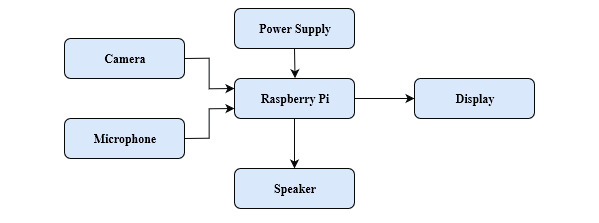 Power Supply
Camera
Raspberry Pi
Display
Microphone
Speaker